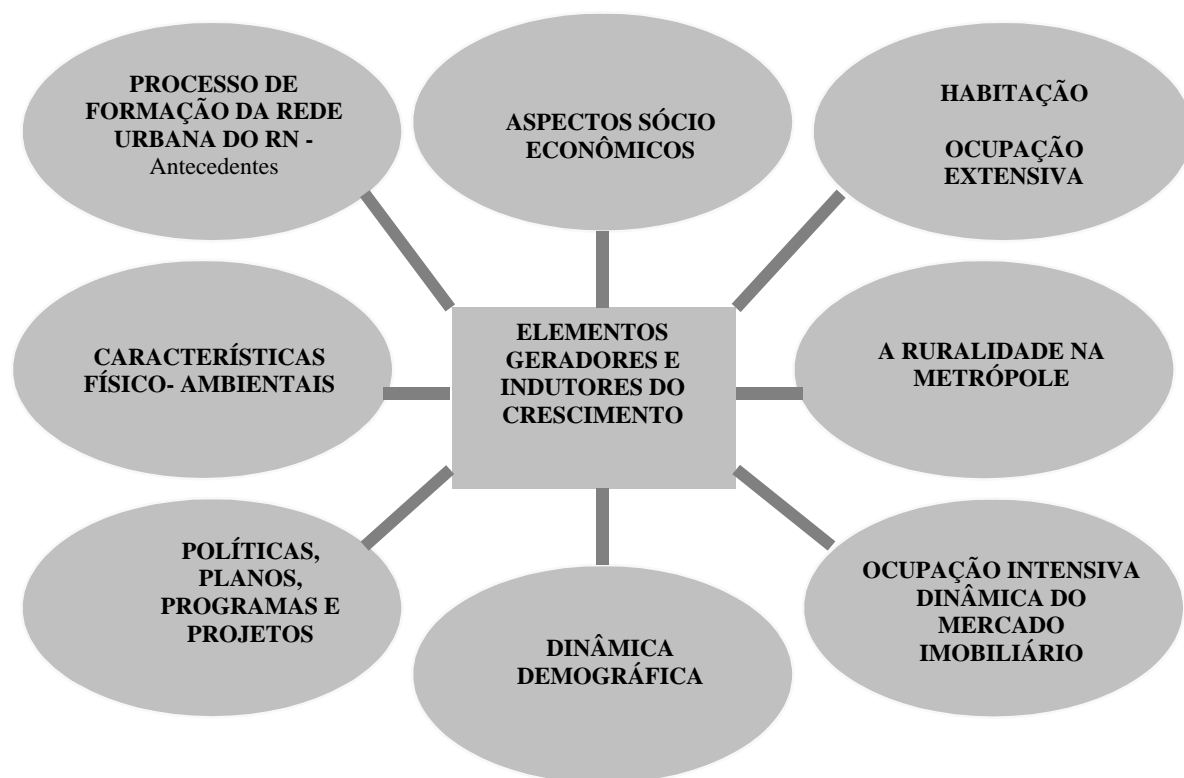 PROCESSO DE
FORMAÇÃO DA REDE
URBANA DO RN -
Antecedentes
ASPECTOS SÓCIO
ECONÔMICOS
HABITAÇÃO
OCUPAÇÃO
EXTENSIVA
CARACTERÍSTICAS
FÍSICO- AMBIENTAIS
ELEMENTOS
GERADORES E
INDUTORES DO
CRESCIMENTO
A RURALIDADE NA
METRÓPOLE
POLÍTICAS,
PLANOS,
PROGRAMAS E
PROJETOS
DINÂMICA
DEMOGRÁFICA
OCUPAÇÃO INTENSIVA
DINÂMICA DO
MERCADO
IMOBILIÁRIO